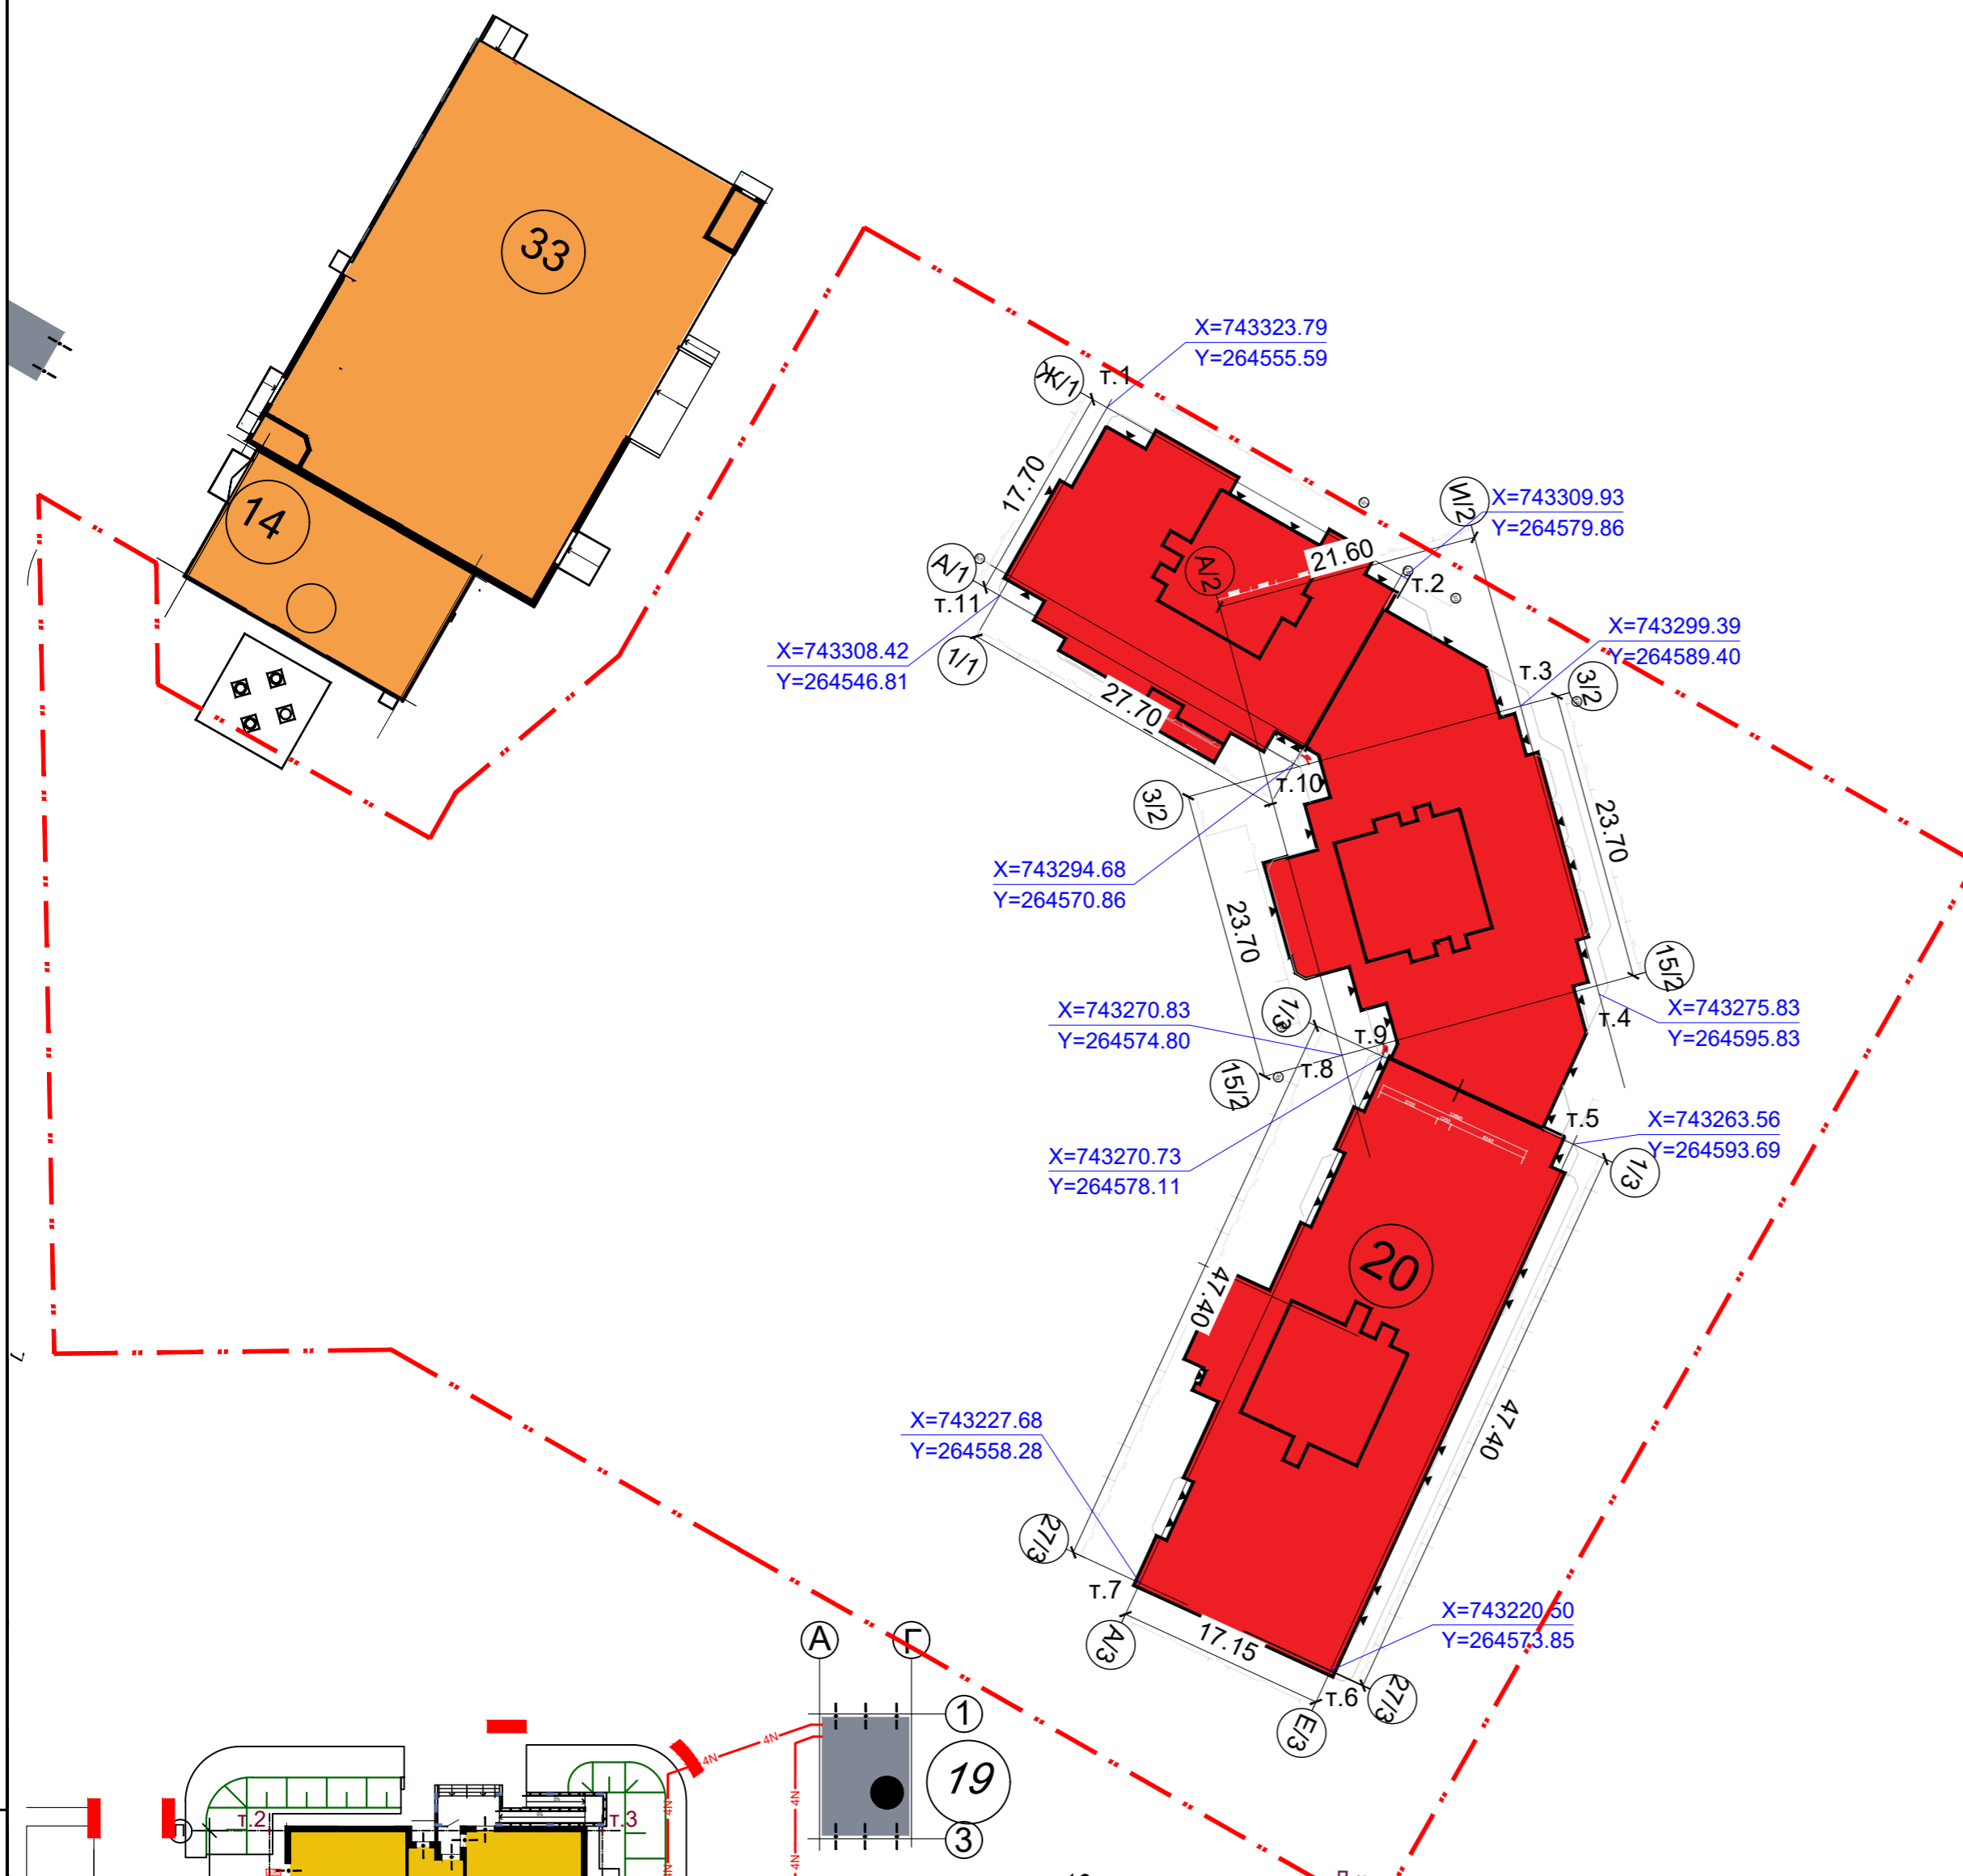 33
14
X=743323.79
Y=264555.59
Ж/1
т.1
17.70
И/2
X=743309.93
Y=264579.86
21.60
А/2
А/1
т.11
т.2
X=743299.39
Y=264589.40
X=743308.42
Y=264546.81
1/1
т.3
3/2
27.70
т.10
3/2
23.70
X=743294.68
Y=264570.86
23.70
15/2
X=743270.83
Y=264574.80
1/3
т.9
т.4
X=743275.83
Y=264595.83
т.8
15/2
т.5
X=743263.56
Y=264593.69
X=743270.73
Y=264578.11
1/3
20
47.40
47.40
X=743227.68
Y=264558.28
27/3
т.7
X=743220.50
Y=264573.85
17.15
А/3
т.6
27/3
Е/3
А
Г
1
19
3
4N
4N
4N
4N
4N
4N
т.2
т.3
П